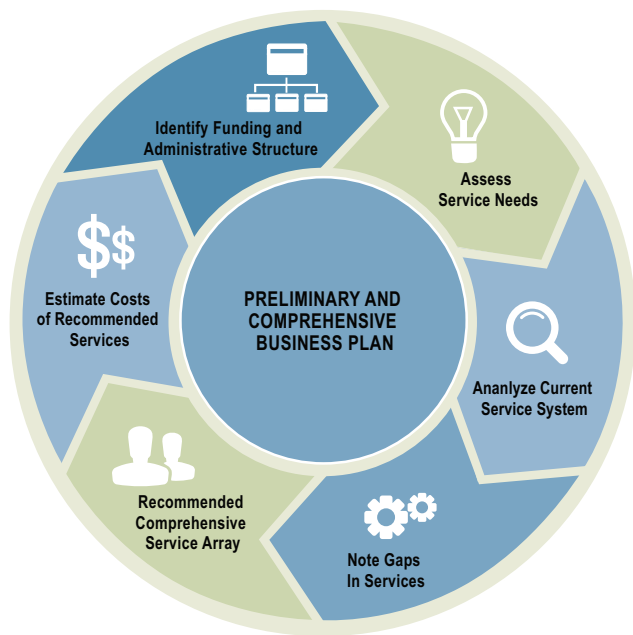 Identify Funding and
Administrative Structure
Assess
Service Needs
$$
Estimate Costs
of Recommended
Services
PRELIMINARY AND
COMPREHENSIVE
BUSINESS PLAN
Ananlyze Current
Service System
Recommended
Comprehensive
Service Array
Note Gaps
In Services